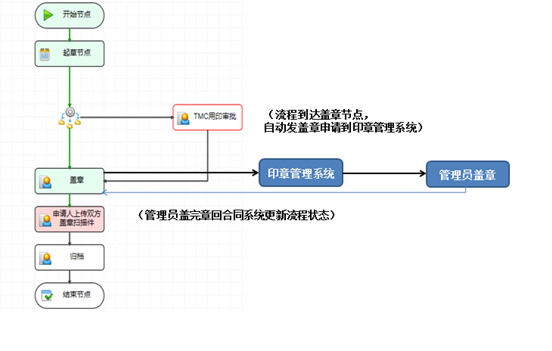 开始节点
起草节点
TMC用印审批
（流程到达盖章节点，
自动发盖章申请到印章管理系统）
盖章
印章管理系统
管理员盖章
申请人上传双方
盖章扫描件
（管理员盖完章回合同系统更新流程状态）
归档
结束节点